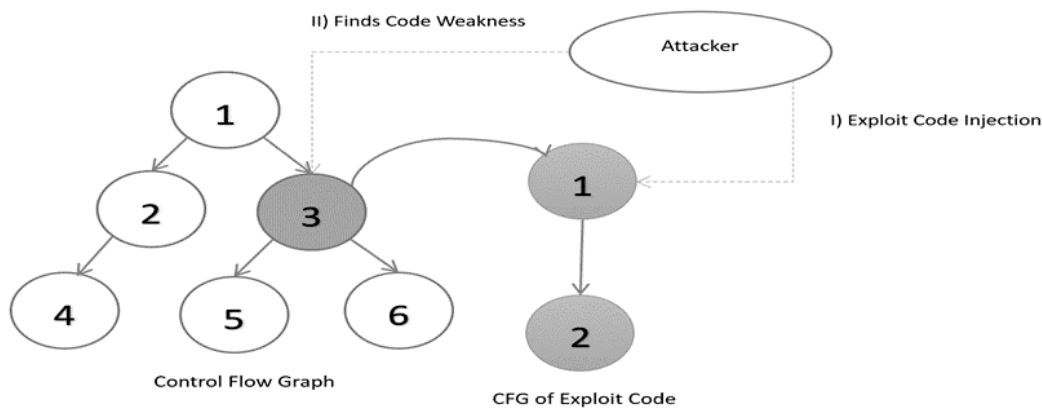 II) Finds Code Weakness
Attacker
1
I) Exploit Code Injection
1
2
3
4
5
6
2
Control Flow Graph
CFG of Exploit Code